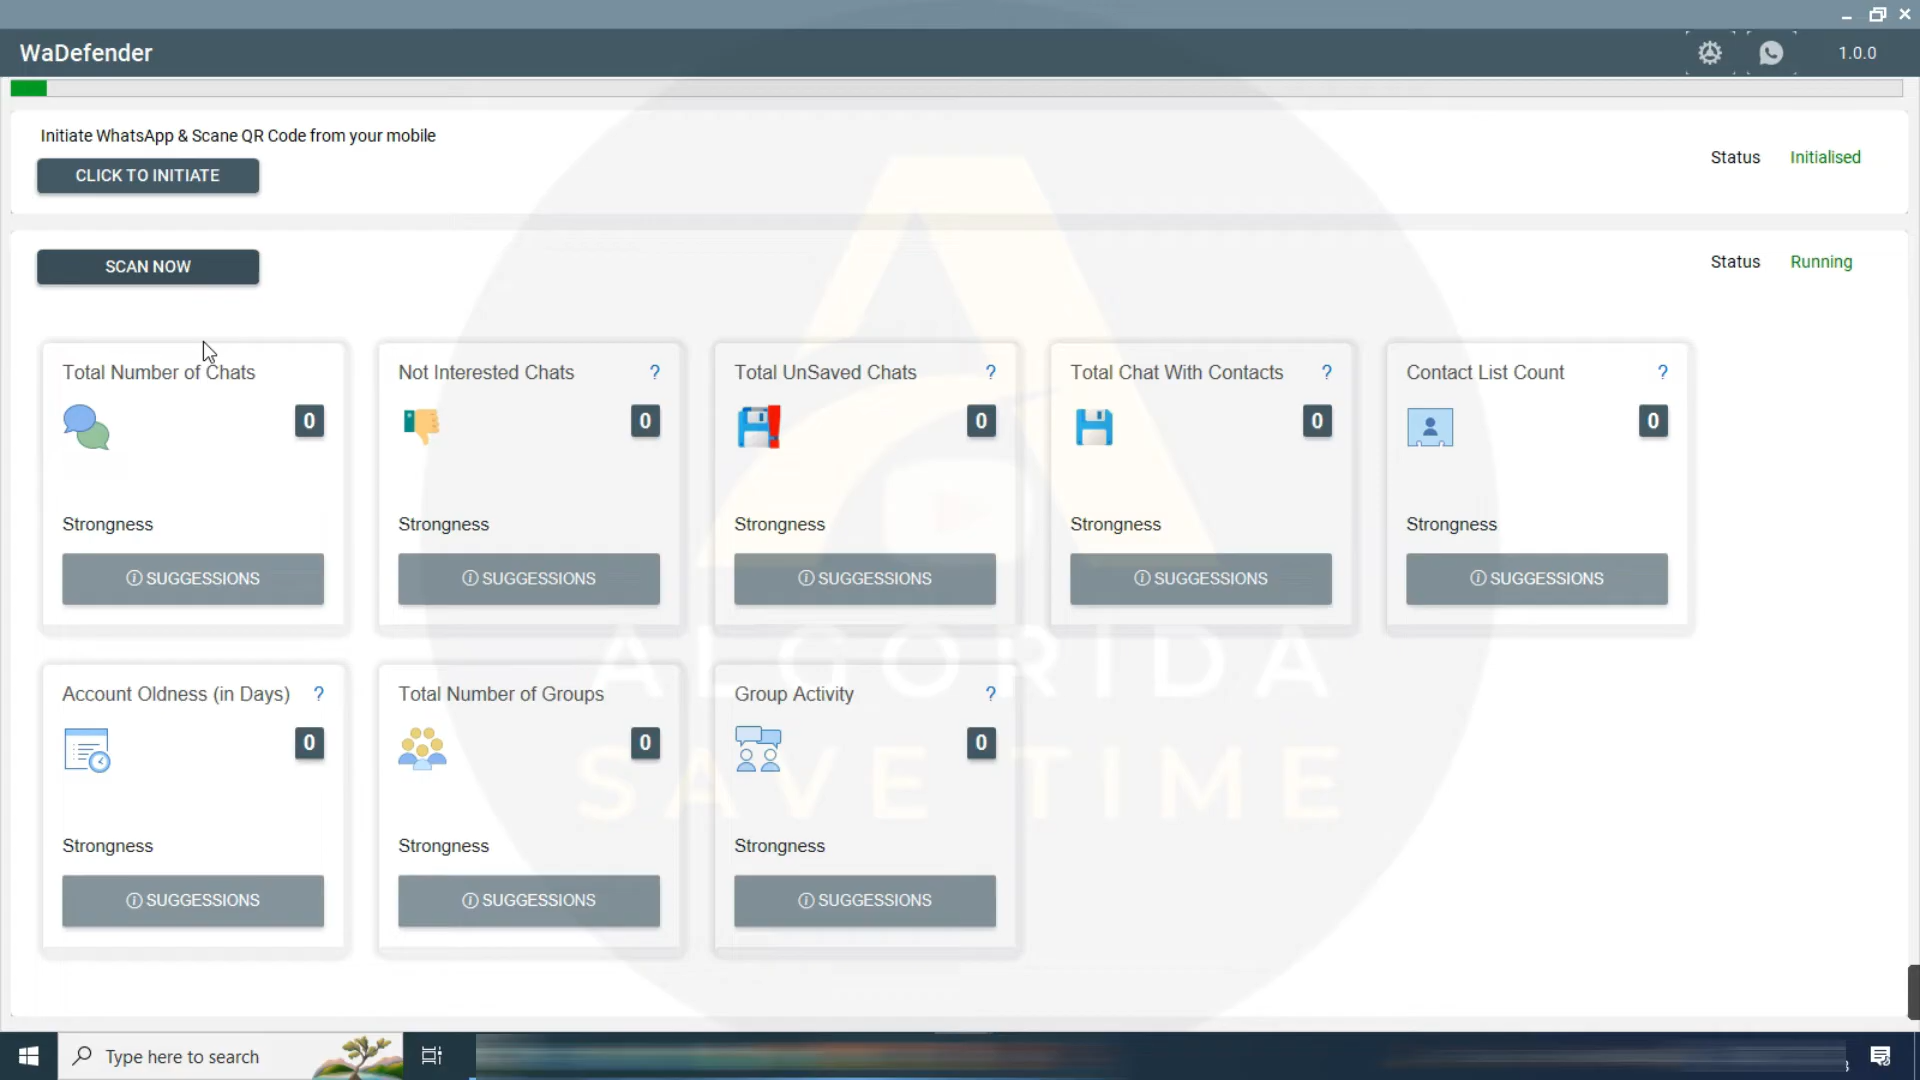 WaDefender
1.0.0
Initiate WhatsApp & Scane QR Code from your mobile
CLICK TO INITIATE
Status Initialised
SCAN NOW
Status Running
Total Number of Chats
0
Strongness
SUGGESSIONS
Not Interested Chats ?
0
Strongness
SUGGESSIONS
Total UnSaved Chats ?
0
Strongness
SUGGESSIONS
Total Chat With Contacts ?
0
Strongness
SUGGESSIONS
Contact List Count ?
0
Strongness
SUGGESSIONS
Account Oldness (in Days) ?
0
Strongness
SUGGESSIONS
Total Number of Groups
0
Strongness
SUGGESSIONS
Group Activity ?
0
Strongness
SUGGESSIONS
ALGORIDA
SAVE TIME
Type here to search